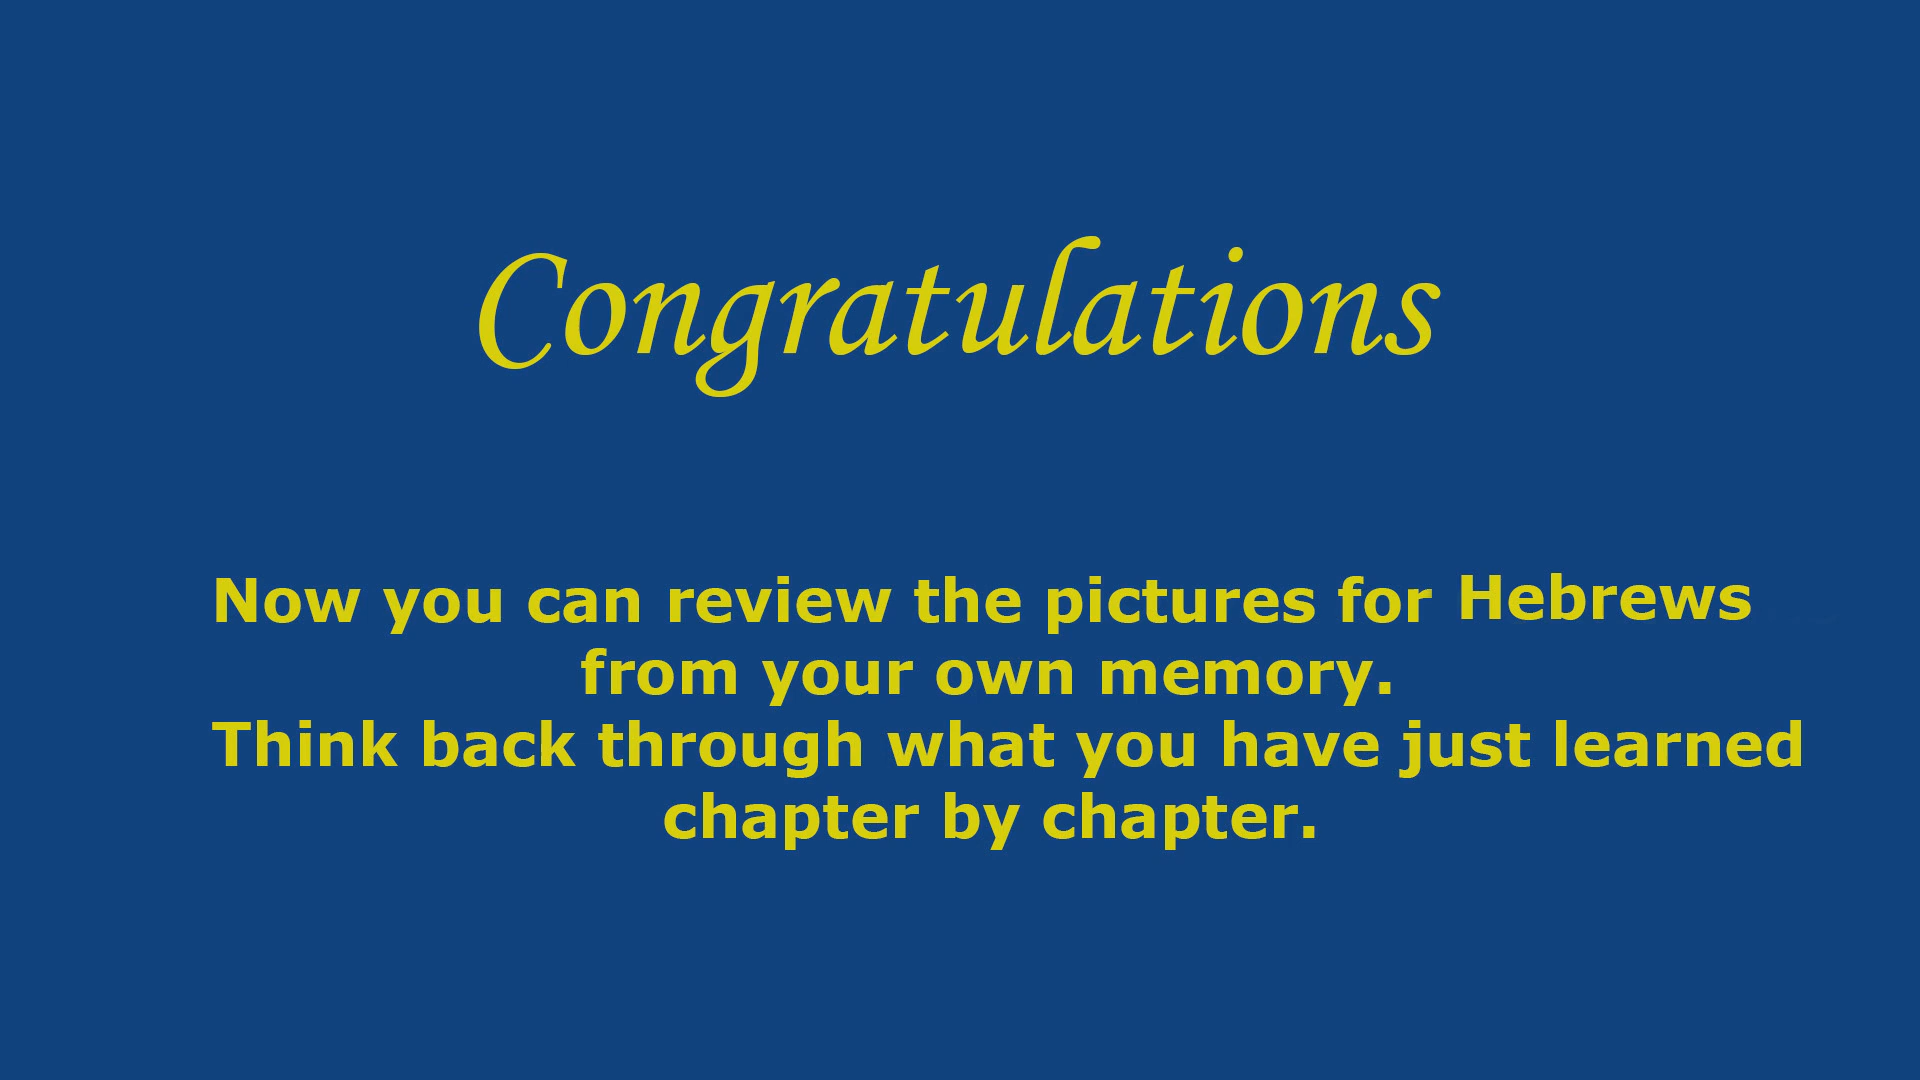 Congratulations
Now you can review the pictures for Hebrews
from your own memory.
Think back through what you have just learned
chapter by chapter.